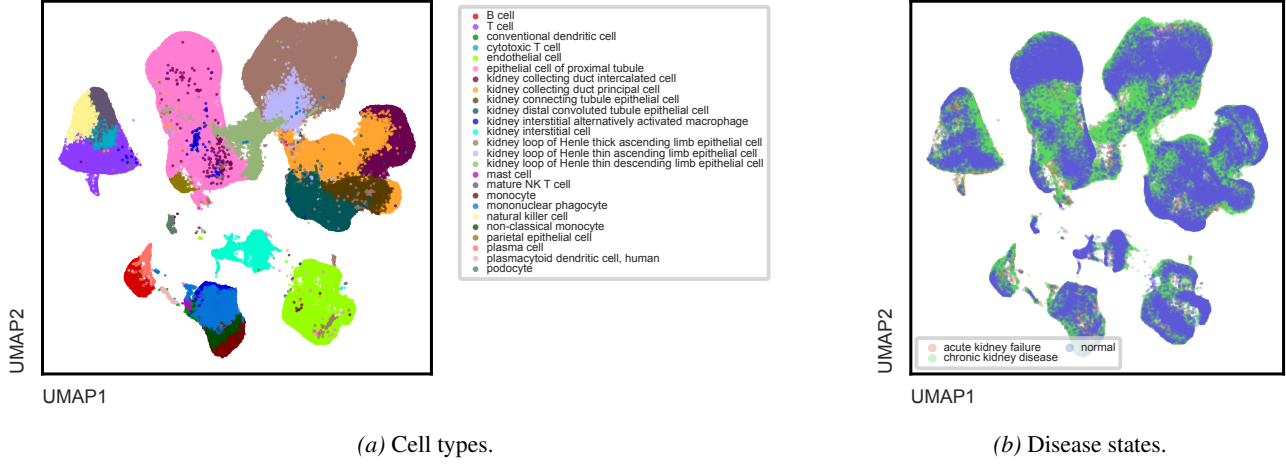 B cell
T cell
conventional dendritic cell
cytotoxic T cell
endothelial cell
epithelial cell of proximal tubule
kidney collecting duct intercalated cell
kidney collecting duct principal cell
kidney connecting tubule epithelial cell
kidney distal convoluted tubule epithelial cell
kidney interstitial alternatively activated macrophage
kidney interstitial cell
kidney loop of Henle thick ascending limb epithelial cell
kidney loop of Henle thin ascending limb epithelial cell
kidney loop of Henle thin descending limb epithelial cell
mast cell
mature NK T cell
monocyte
mononuclear phagocyte
natural killer cell
non-classical monocyte
parietal epithelial cell
plasma cell
plasmacytoid dendritic cell, human
podocyte
UMAP2
UMAP1
(a) Cell types.
acute kidney failure
chronic kidney disease
normal
UMAP2
UMAP1
(b) Disease states.